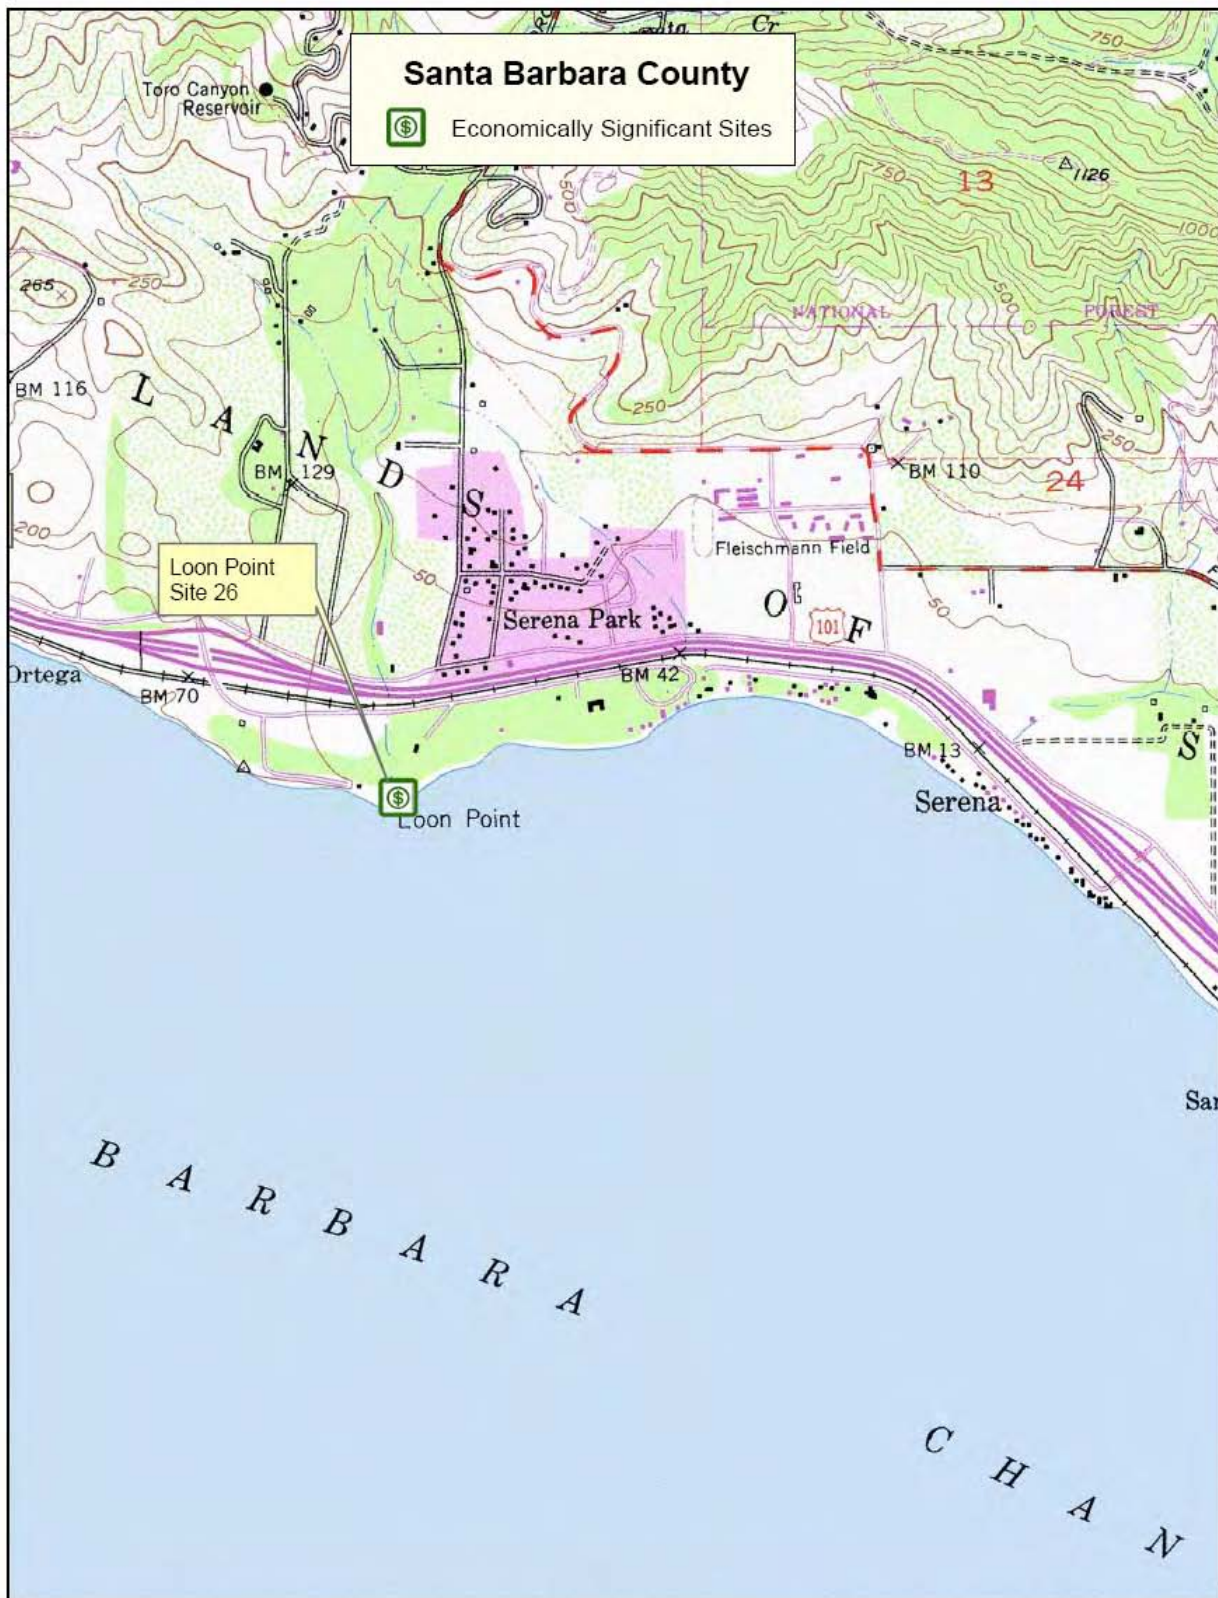 Cr
750
Santa Barbara County
$ Economically Significant Sites
Toro Canyon
Reservoir
500
750
13
1126
1000
265
250
500
NATIONAL FOREST
BM 116
250
250
L A N D S
BM 129
BM 110
24
200
Fleischmann Field
Loon Point
Site 26
50
50
Serena Park
O F
101
Ortega
BM 70
BM 42
BM 13
S
$
Loon Point
Serena
San
B A R B A R A
C H A N